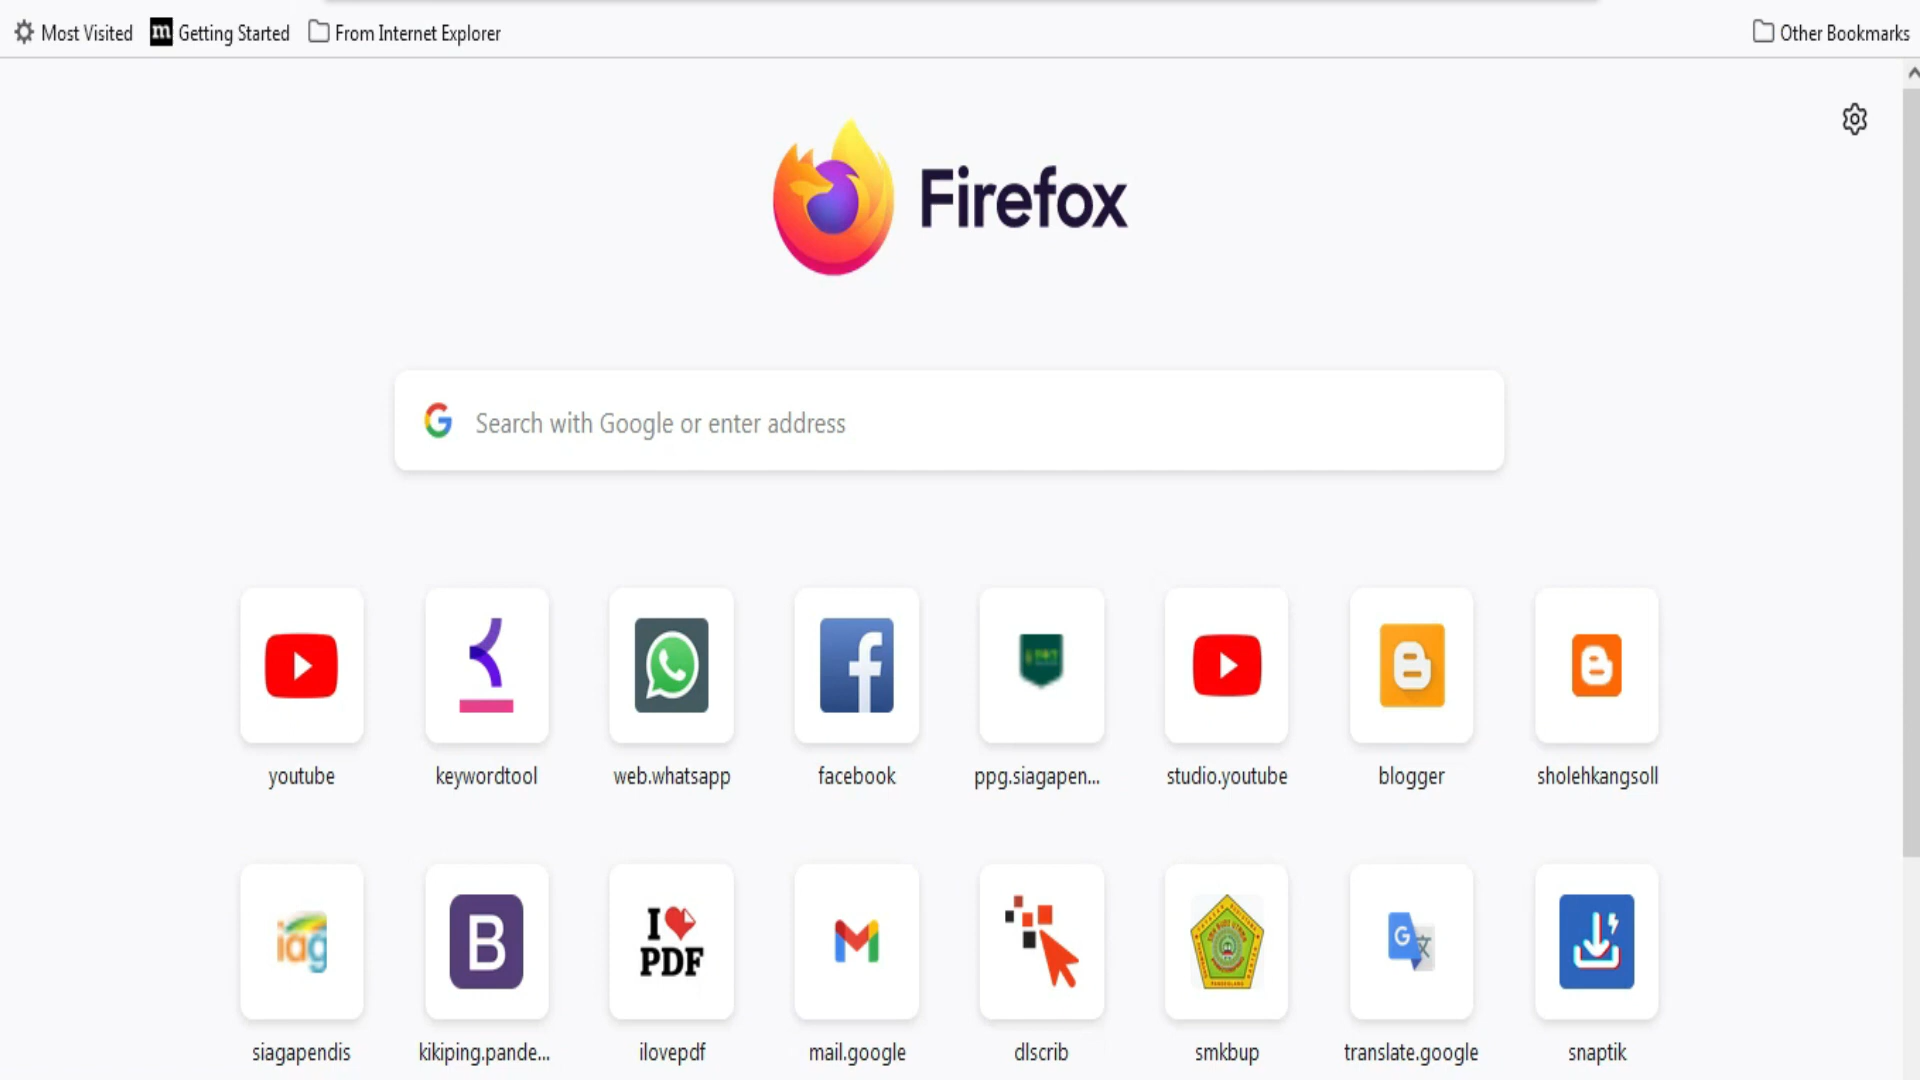 Most Visited
Getting Started
From Internet Explorer
Other Bookmarks
Firefox
Search with Google or enter address
youtube
keywordtool
web.whatsapp
facebook
ppg.siagapen...
studio.youtube
blogger
sholehkangsoll
iag
B
I
PDF
siagapendis
kikiping.pande...
ilovepdf
mail.google
dlscrib
smkbup
translate.google
snaptik